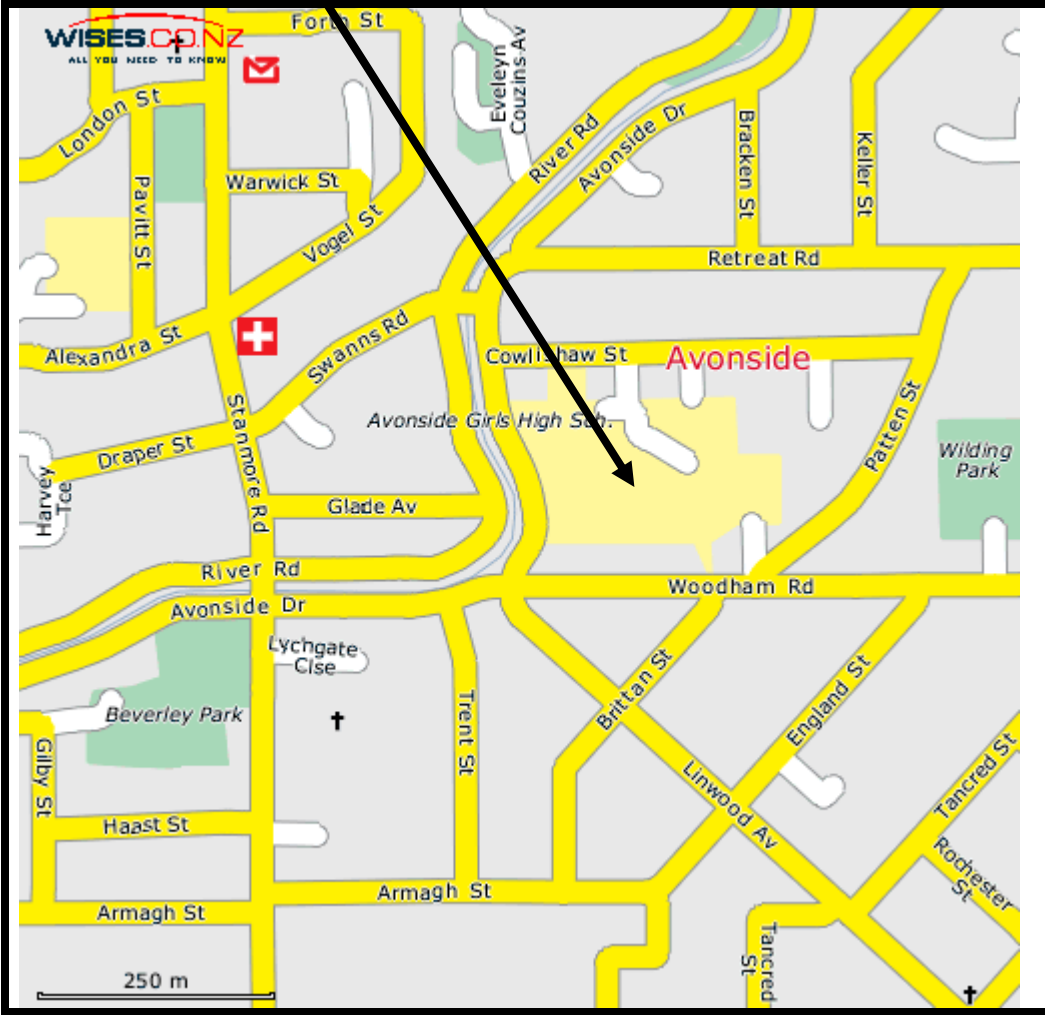 Forth St
WISES.CO.NZ
ALL YOU NEED TO KNOW
Eveleyn
Couzins Av
London St
River Rd
Avonside Dr
Bracken St
Keller St
Pavitt St
Warwick St
Vogel St
Retreat Rd
Alexandra St
Swanns Rd
Cowlishaw St
Avonside
Stanmore Rd
Avonside Girls High Sch.
Patten St
Draper St
Wilding
Park
Harvey
Tce
Glade Av
River Rd
Woodham Rd
Avonside Dr
Lychgate
Clse
Brittan St
England St
Beverley Park
Trent St
Gilby St
Linwood Av
Tancred St
Haast St
Rochester
St
Armagh St
Armagh St
Tancred
St
250 m